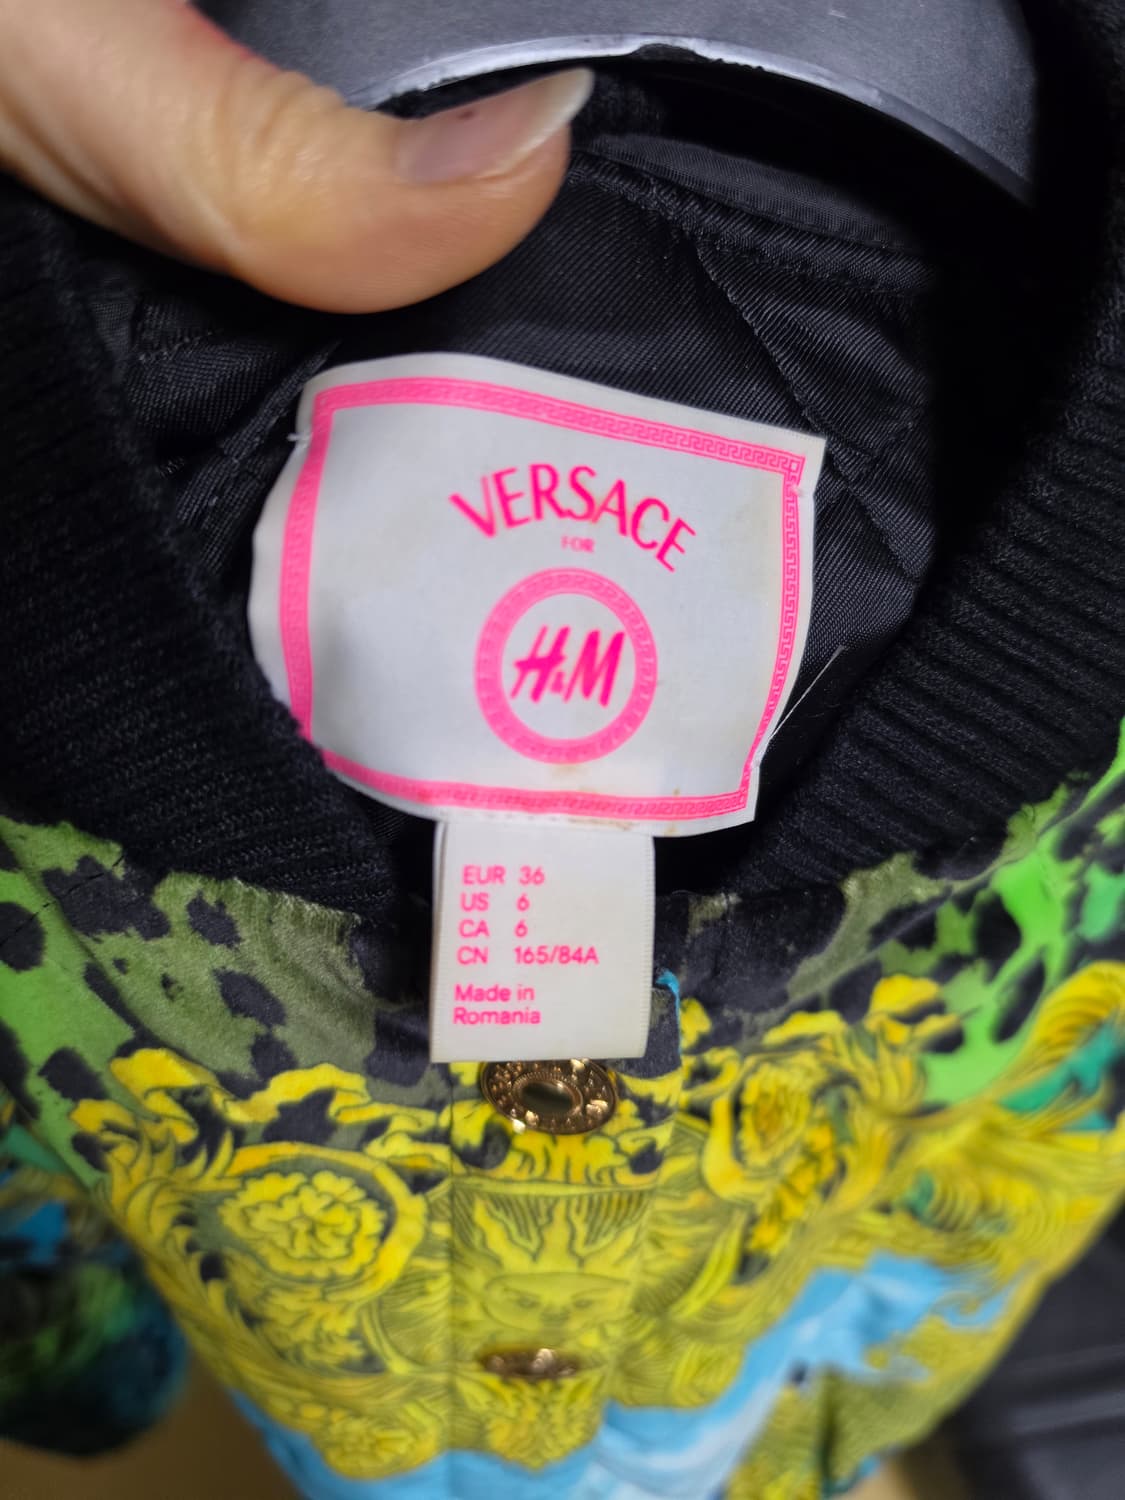 VERSACE
FOR
H&M
EUR 36
US 6
CA 6
CN 165/84A
Made in
Romania